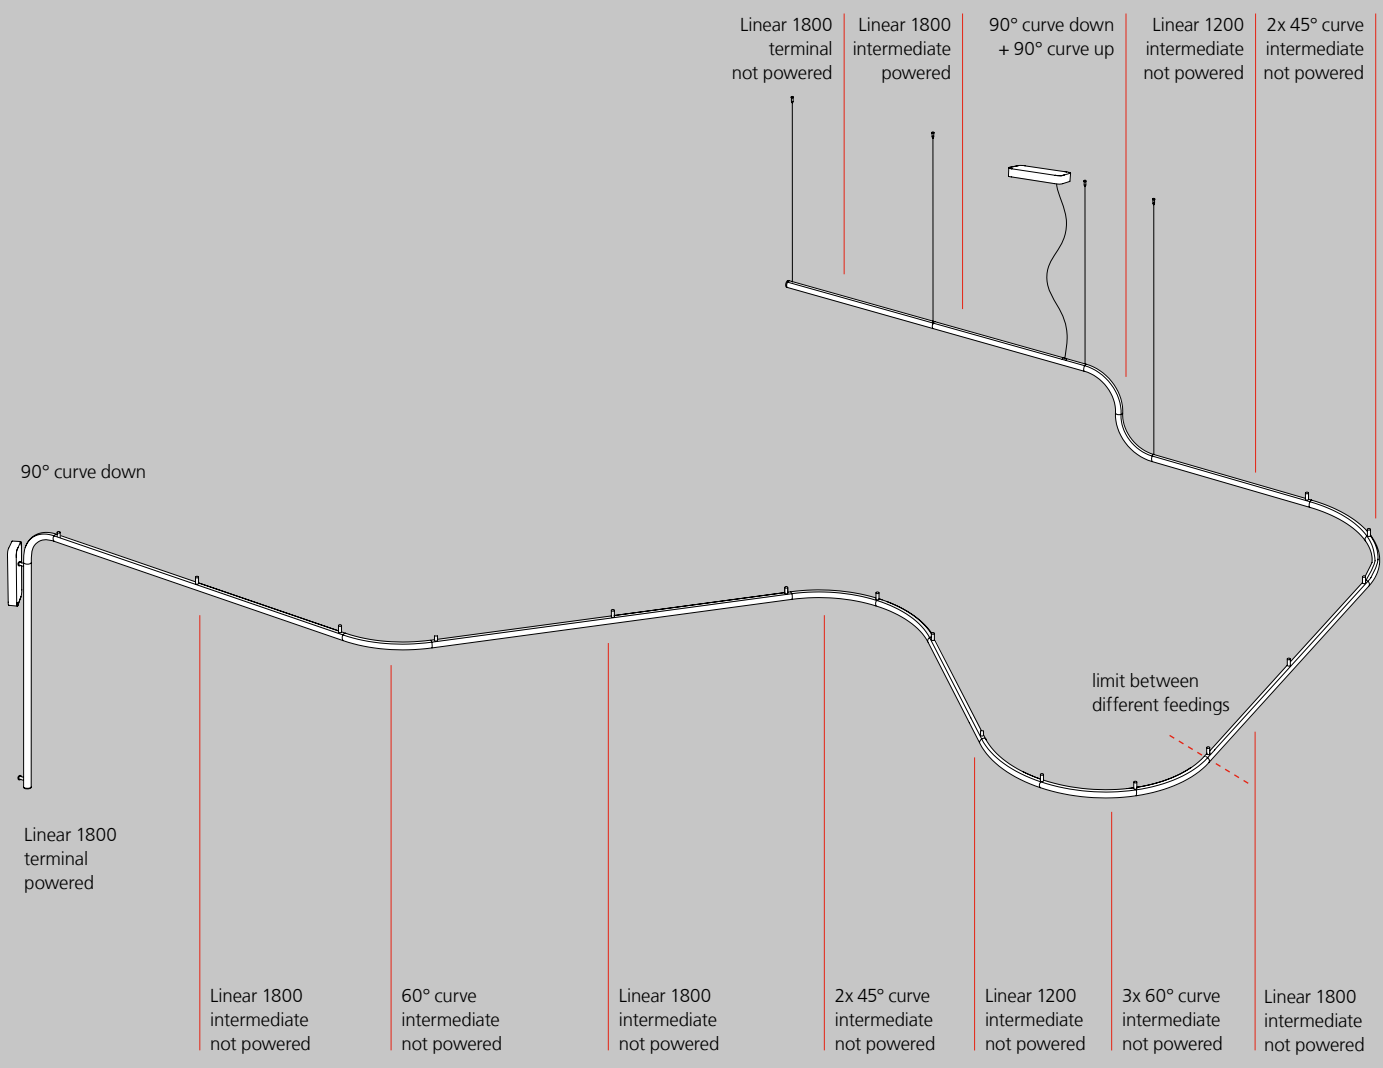 Linear 1800
terminal
not powered
Linear 1800
intermediate
powered
90° curve down
+ 90° curve up
Linear 1200
intermediate
not powered
2x 45° curve
intermediate
not powered
90° curve down
limit between
different feedings
Linear 1800
terminal
powered
Linear 1800
intermediate
not powered
60° curve
intermediate
not powered
Linear 1800
intermediate
not powered
2x 45° curve
intermediate
not powered
Linear 1200
intermediate
not powered
3x 60° curve
intermediate
not powered
Linear 1800
intermediate
not powered